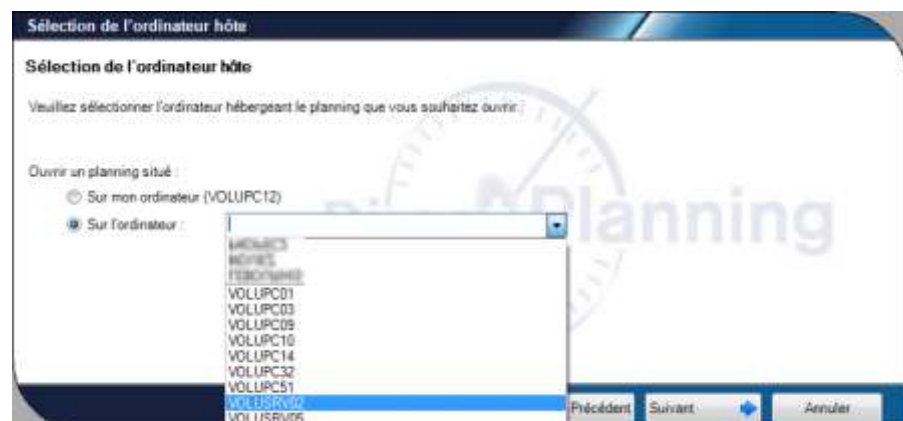 Sélection de l'ordinateur hôte
Sélection de l'ordinateur hôte
Veuillez sélectionner l'ordinateur hébergeant le planning que vous souhaitez ouvrir :
Ouvrir un planning situé :
Sur mon ordinateur (VOLUPC12)
Sur l'ordinateur :
Planning
VOLUPC01
VOLUPC03
VOLUPC09
VOLUPC10
VOLUPC14
VOLUPC32
VOLUPC51
VOLUSRV02
VOLUSRV05
Précédent Suivant Annuler